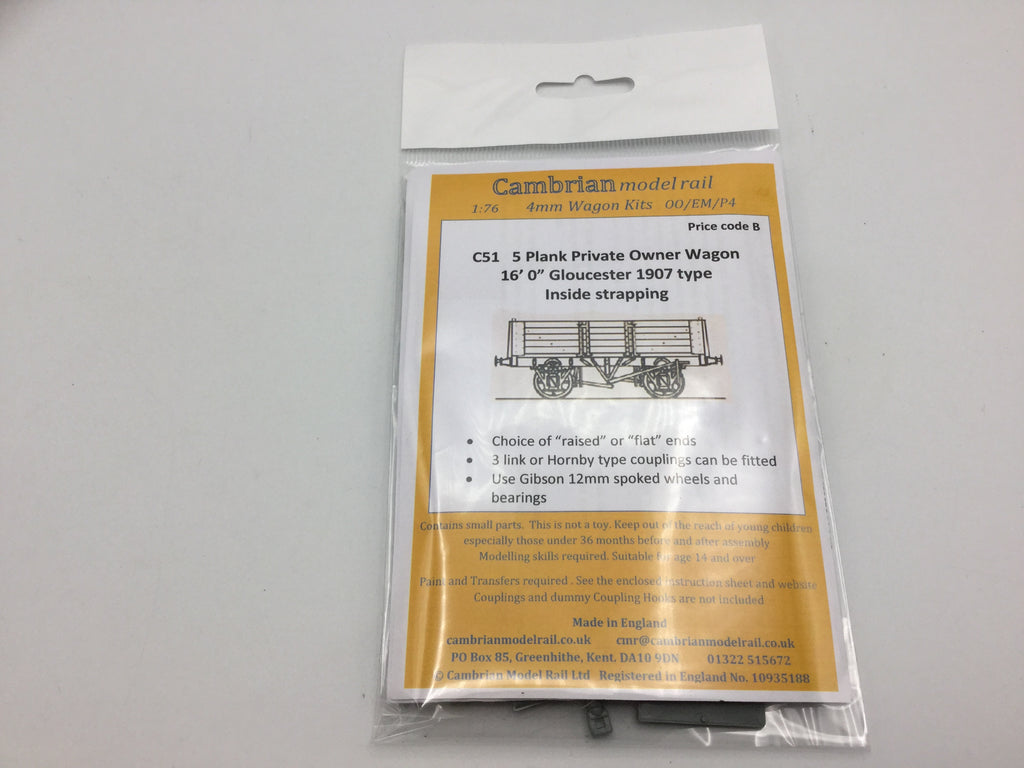 Cambrian model rail
1:76 4mm Wagon Kits OO/EM/P4
Price code B
C51 5 Plank Private Owner Wagon
16' 0" Gloucester 1907 type
Inside strapping
• Choice of "raised" or "flat" ends
• 3 link or Hornby type couplings can be fitted
• Use Gibson 12mm spoked wheels and
bearings
Contains small parts. This is not a toy. Keep out of the reach of young children
especially those under 36 months before and after assembly
Modelling skills required. Suitable for age 14 and over
Paint and Transfers required . See the enclosed instruction sheet and website
Couplings and dummy Coupling Hooks are not included
Made in England
cambrianmodelrail.co.uk cmr@cambrianmodelrail.co.uk
PO Box 85, Greenhithe, Kent. DA10 9DN 01322 515672
© Cambrian Model Rail Ltd Registered in England No. 10935188